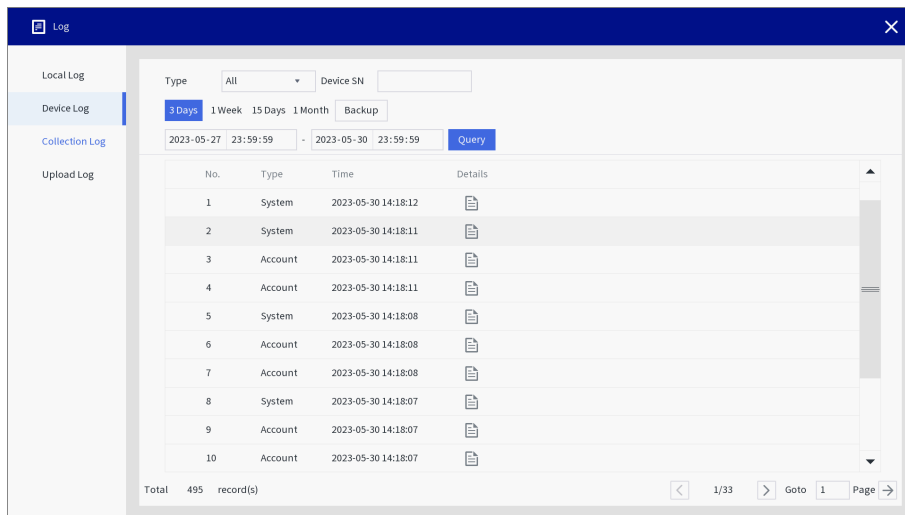 Log
Local Log
Device Log
Collection Log
Upload Log
Type All Device SN
3 Days 1 Week 15 Days 1 Month Backup
2023-05-27 23:59:59 - 2023-05-30 23:59:59 Query
No. Type Time Details
1 System 2023-05-30 14:18:12
2 System 2023-05-30 14:18:11
3 Account 2023-05-30 14:18:11
4 Account 2023-05-30 14:18:11
5 System 2023-05-30 14:18:08
6 Account 2023-05-30 14:18:08
7 Account 2023-05-30 14:18:08
8 System 2023-05-30 14:18:07
9 Account 2023-05-30 14:18:07
10 Account 2023-05-30 14:18:07
Total 495 record(s) 1/33 Goto 1 Page